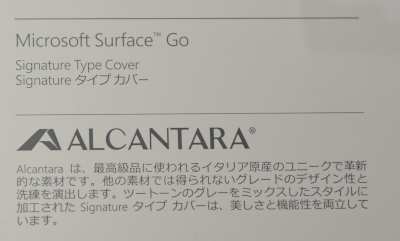 Microsoft Surface™ Go
Signature Type Cover
Signature タイプ カバー
ALCANTARA®
Alcantara は、最高級品に使われるイタリア原産のユニークで革新
的な素材です。他の素材では得られないグレードのデザイン性と
洗練を演出します。ツートーンのグレーをミックスしたスタイルに
加工された Signature タイプ カバーは、美しさと機能性を両立して
います。